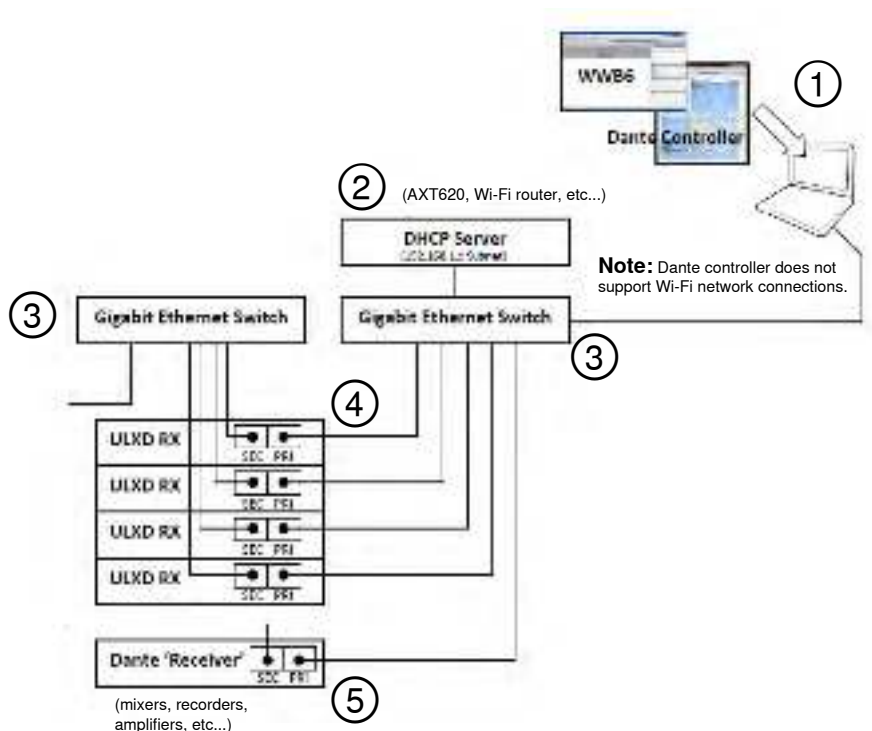 WWB6
Dante Controller
1
2
(AXT620, Wi-Fi router, etc...)
DHCP Server
Note: Dante controller does not
support Wi-Fi network connections.
3
Gigabit Ethernet Switch
Gigabit Ethernet Switch
3
4
ULXD RX
SEC PRI
ULXD RX
SEC PRI
ULXD RX
SEC PRI
ULXD RX
SEC PRI
Dante 'Receiver'
SEC PRI
5
(mixers, recorders,
amplifiers, etc...)